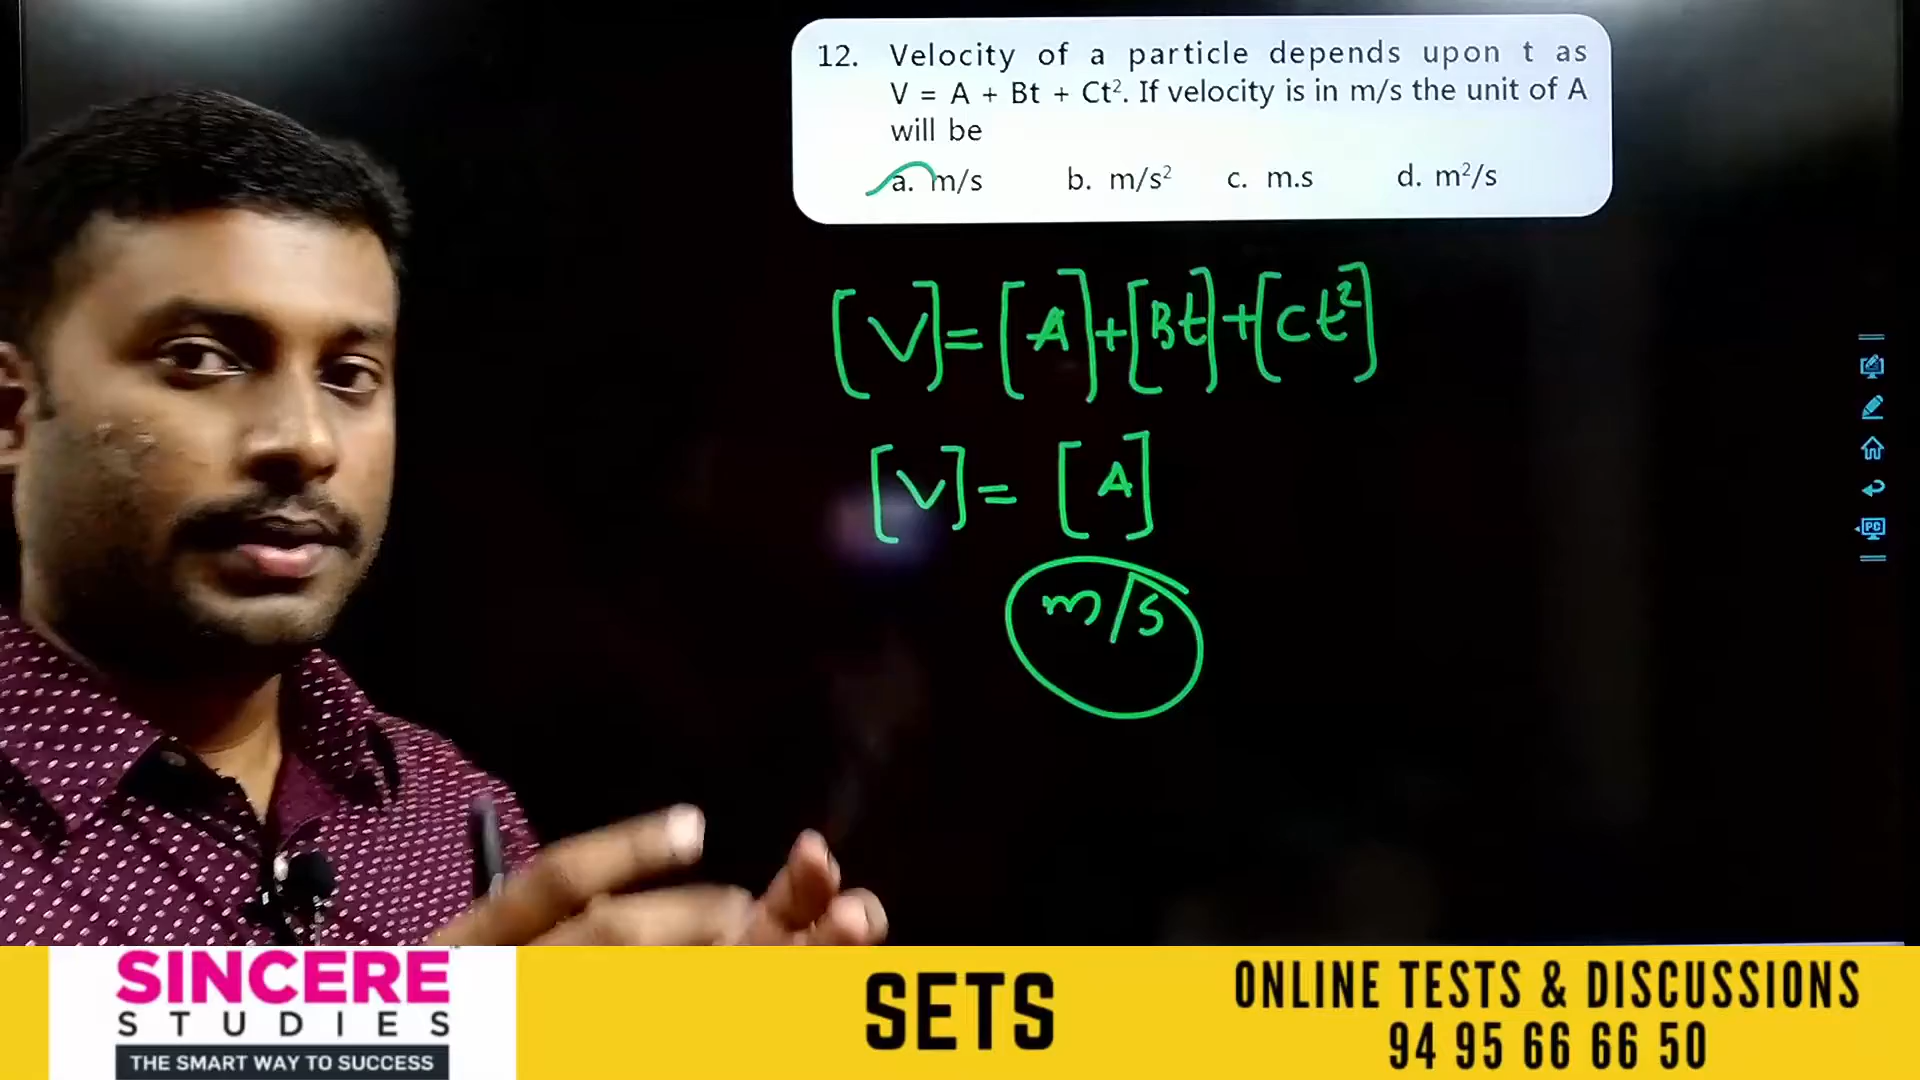 12. Velocity of a particle depends upon t as
V = A + Bt + Ct². If velocity is in m/s the unit of A
will be
a. m/s b. m/s² c. m.s d. m²/s
[V]=[A]+[Bt]+[Ct²]
[V]=[A]
m/s
PC
SINCERE
STUDIES
THE SMART WAY TO SUCCESS
SETS
ONLINE TESTS & DISCUSSIONS
94 95 66 66 50